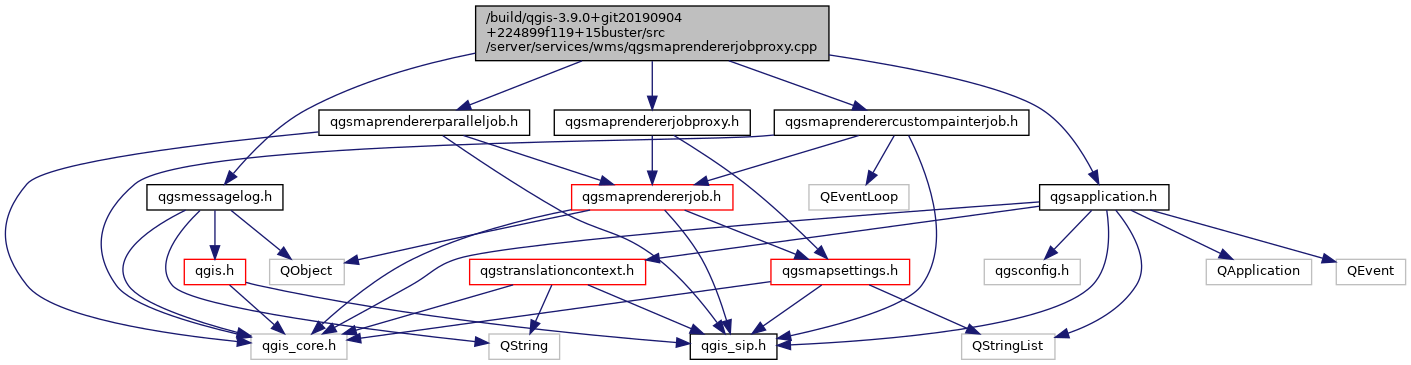 /build/qgis-3.9.0+git20190904
+224899f119+15buster/src
/server/services/wms/qgsmaprendererjobproxy.cpp
qgsmaprendererparalleljob.h
qgsmaprendererjobproxy.h
qgsmaprenderercustompainterjob.h
qgsmessagelog.h
qgsmaprendererjob.h
QEventLoop
qgsapplication.h
qgis.h
QObject
qgstranslationcontext.h
qgsmapsettings.h
qgsconfig.h
QApplication
QEvent
qgis_core.h
QString
qgis_sip.h
QStringList